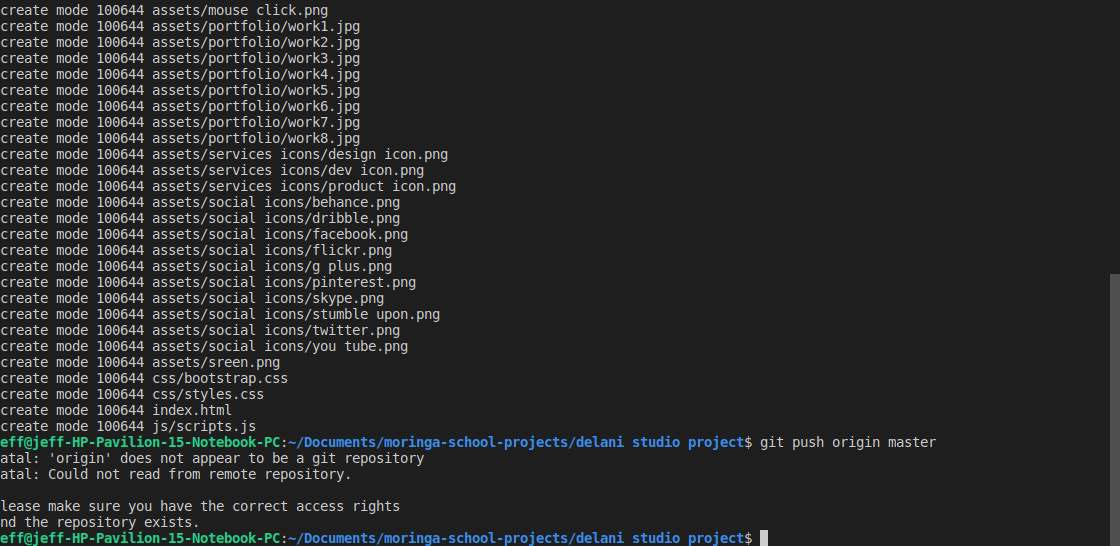 create mode 100644 assets/mouse click.png
create mode 100644 assets/portfolio/work1.jpg
create mode 100644 assets/portfolio/work2.jpg
create mode 100644 assets/portfolio/work3.jpg
create mode 100644 assets/portfolio/work4.jpg
create mode 100644 assets/portfolio/work5.jpg
create mode 100644 assets/portfolio/work6.jpg
create mode 100644 assets/portfolio/work7.jpg
create mode 100644 assets/portfolio/work8.jpg
create mode 100644 assets/services icons/design icon.png
create mode 100644 assets/services icons/dev icon.png
create mode 100644 assets/services icons/product icon.png
create mode 100644 assets/social icons/behance.png
create mode 100644 assets/social icons/dribble.png
create mode 100644 assets/social icons/facebook.png
create mode 100644 assets/social icons/flickr.png
create mode 100644 assets/social icons/g plus.png
create mode 100644 assets/social icons/pinterest.png
create mode 100644 assets/social icons/skype.png
create mode 100644 assets/social icons/stumble upon.png
create mode 100644 assets/social icons/twitter.png
create mode 100644 assets/social icons/you tube.png
create mode 100644 assets/sreen.png
create mode 100644 css/bootstrap.css
create mode 100644 css/styles.css
create mode 100644 index.html
create mode 100644 js/scripts.js
eff@jeff-HP-Pavilion-15-Notebook-PC:~/Documents/moringa-school-projects/delani studio project$ git push origin master
atal: 'origin' does not appear to be a git repository
atal: Could not read from remote repository.

lease make sure you have the correct access rights
nd the repository exists.
eff@jeff-HP-Pavilion-15-Notebook-PC:~/Documents/moringa-school-projects/delani studio project$